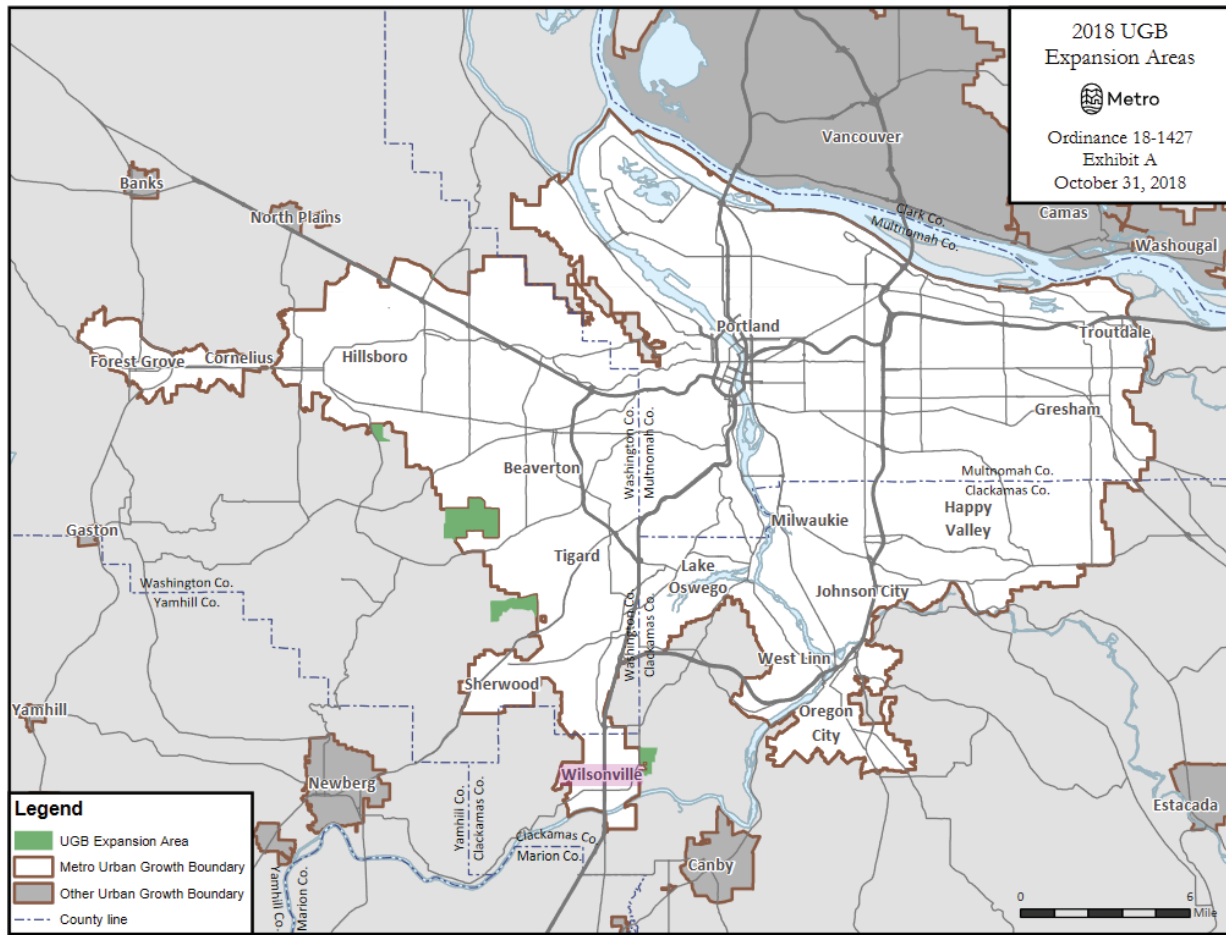 2018 UGB
Expansion Areas
Metro
Ordinance 18-1427
Exhibit A
October 31, 2018
Vancouver
Banks
North Plains
Clark Co.
Multnomah Co.
Camas
Washougal
Portland
Troutdale
Forest Grove
Cornelius
Hillsboro
Gresham
Beaverton
Washington Co.
Multnomah Co.
Multnomah Co.
Clackamas Co.
Happy
Valley
Milwaukie
Gaston
Tigard
Lake
Oswego
Johnson City
Washington Co.
Yamhill Co.
Washington Co.
Clackamas Co.
West Linn
Sherwood
Yamhill
Oregon
City
Newberg
Wilsonville
Estacada
Yamhill Co.
Clackamas Co.
Clackamas Co.
Marion Co.
Canby
Yamhill Co.
Marion Co.
Legend
UGB Expansion Area
Metro Urban Growth Boundary
Other Urban Growth Boundary
County line
0 6
Mile